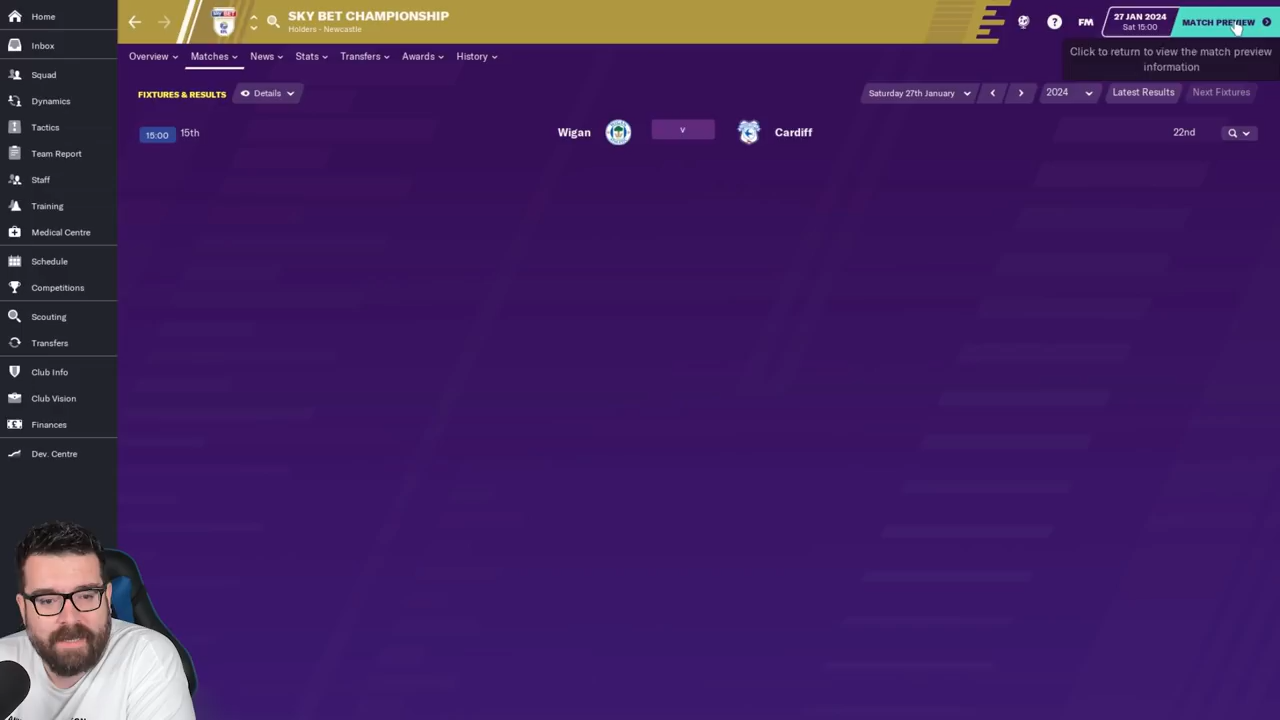 Home
Inbox
Squad
Dynamics
Tactics
Team Report
Staff
Training
Medical Centre
Schedule
Competitions
Scouting
Transfers
Club Info
Club Vision
Finances
Dev. Centre
SKY BET CHAMPIONSHIP
Holders - Newcastle
FM
27 JAN 2024
Sat 15:00
MATCH PREVIEW
Click to return to view the match preview
information
Overview
Matches
News
Stats
Transfers
Awards
History
FIXTURES & RESULTS
Details
Saturday 27th January
2024
Latest Results
Next Fixtures
15:00 15th Wigan v Cardiff 22nd